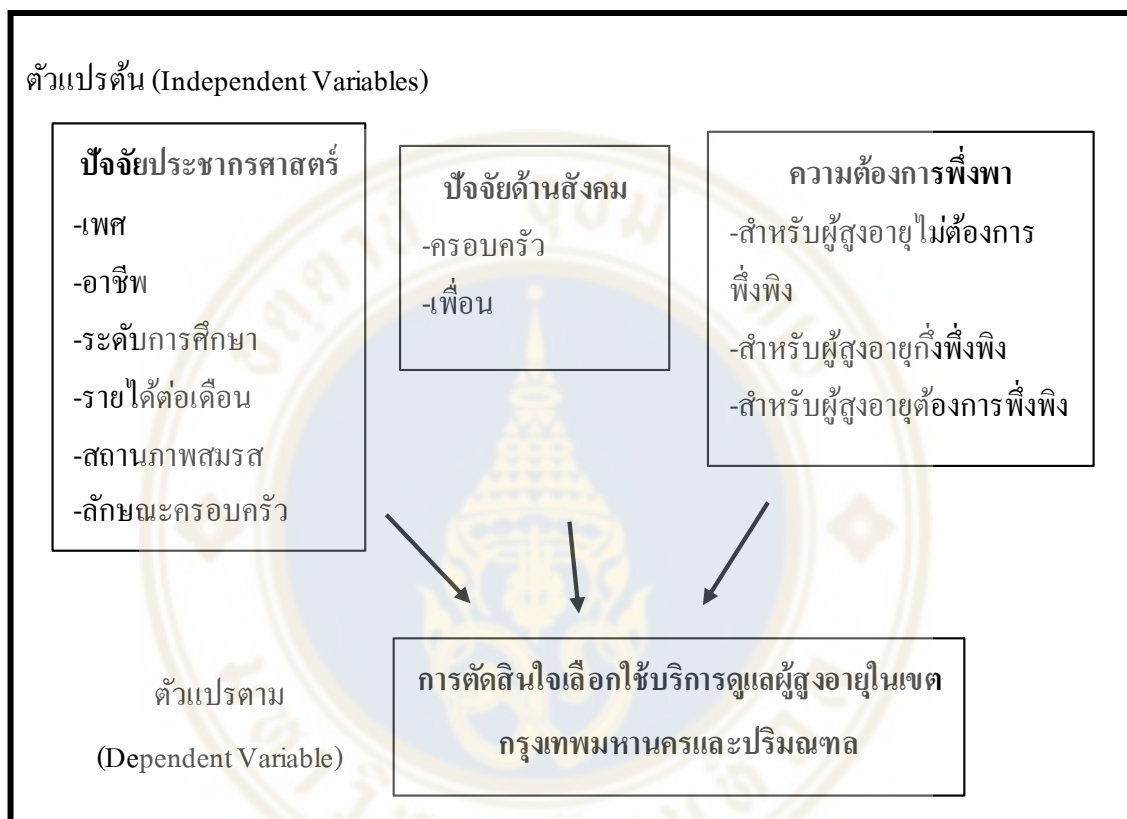 ตัวแปรต้น (Independent Variables)
ปัจจัยประชากรศาสตร์
-เพศ
-อาชีพ
-ระดับการศึกษา
-รายได้ต่อเดือน
-สถานภาพสมรส
-ลักษณะครอบครัว
ปัจจัยด้านสังคม
-ครอบครัว
-เพื่อน
ความต้องการพึ่งพา
-สำหรับผู้สูงอายุไม่ต้องการ
พึ่งพิง
-สำหรับผู้สูงอายุกึ่งพึ่งพิง
-สำหรับผู้สูงอายุต้องการพึ่งพิง
ตัวแปรตาม
(Dependent Variable)
การตัดสินใจเลือกใช้บริการดูแลผู้สูงอายุในเขต
กรุงเทพมหานครและปริมณฑล